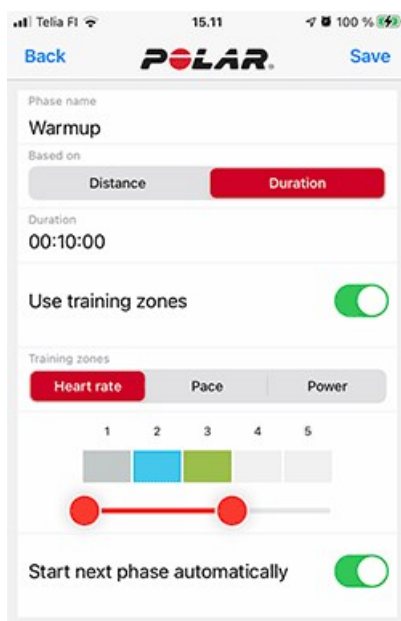 Telia FI 15.11 100 %
Back POLAR. Save
Phase name
Warmup
Based on
Distance Duration
Duration
00:10:00
Use training zones
Training zones
Heart rate Pace Power
1 2 3 4 5
Start next phase automatically